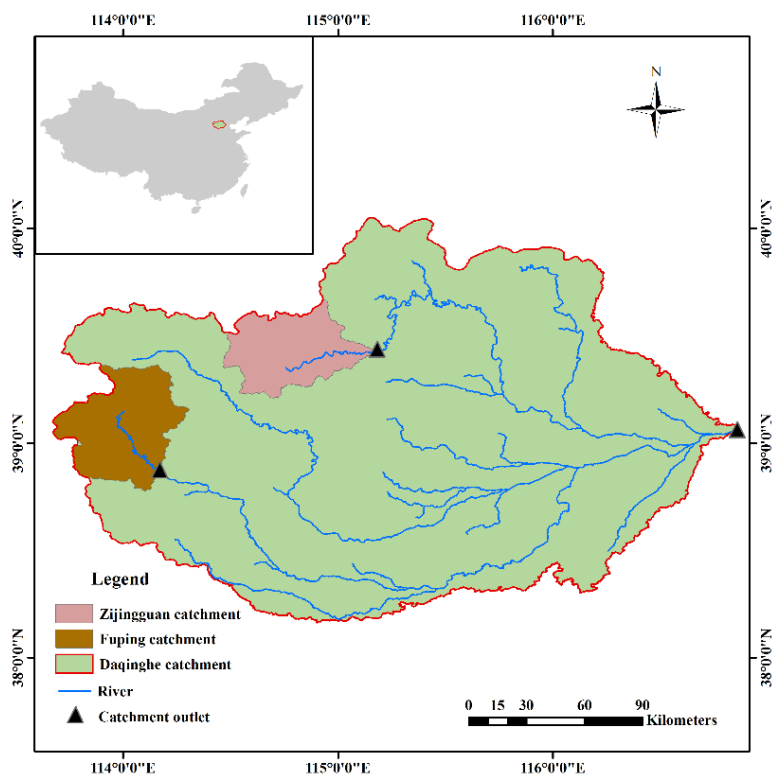 114°0'0"E 115°0'0"E 116°0'0"E
N
40°0'0"N 40°0'0"N
39°0'0"N 39°0'0"N
38°0'0"N 38°0'0"N
Legend
Zijingguan catchment
Fuping catchment
Daqinghe catchment
River
Catchment outlet
0 15 30 60 90
Kilometers
114°0'0"E 115°0'0"E 116°0'0"E